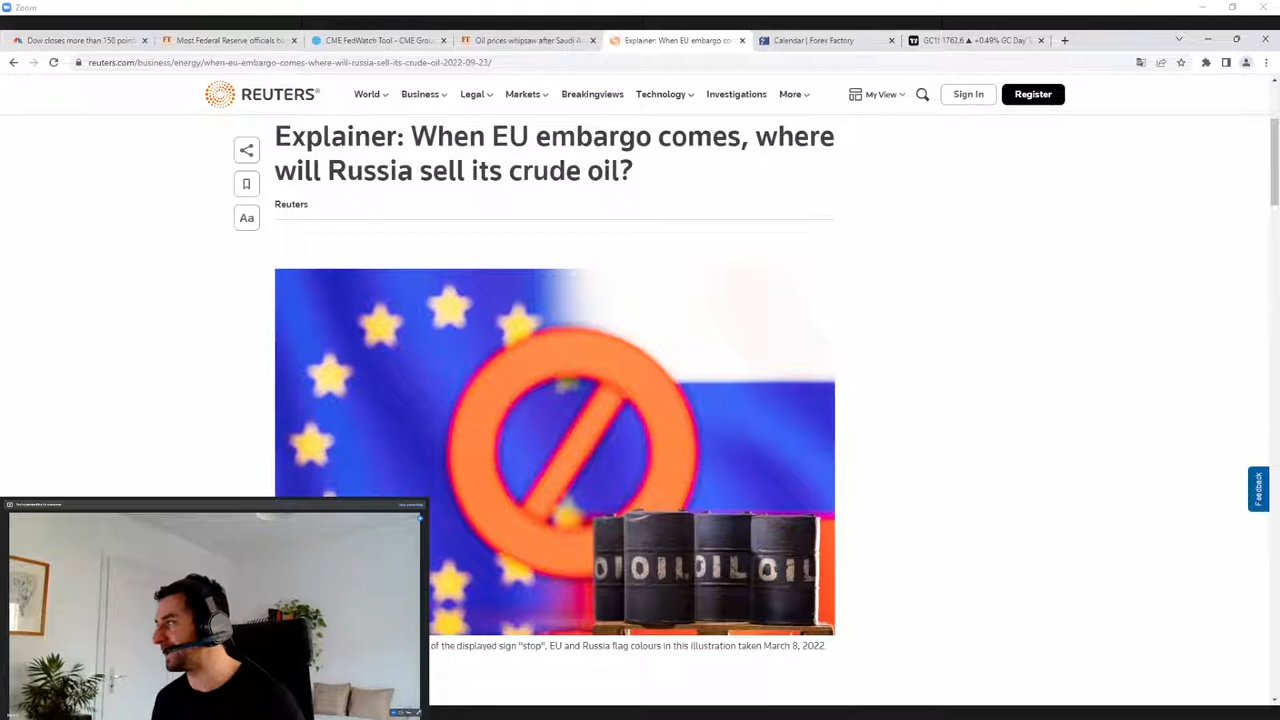 Zoom
Dow closes more than 150 point
Most Federal Reserve officials ba
CME FedWatch Tool - CME Grou
Oil prices whipsaw after Saudi A
Explainer: When EU embargo co
Calendar | Forex Factory
GC1! 1762.6 ▲ +0.49% GC Day T
reuters.com/business/energy/when-eu-embargo-comes-where-will-russia-sell-its-crude-oil-2022-09-23/
REUTERS®
World
Business
Legal
Markets
Breakingviews
Technology
Investigations
More
My View
Sign In
Register
Explainer: When EU embargo comes, where
will Russia sell its crude oil?
Aa
Reuters
Feedback
OIL OIL OIL
of the displayed sign "stop", EU and Russia flag colours in this illustration taken March 8, 2022.